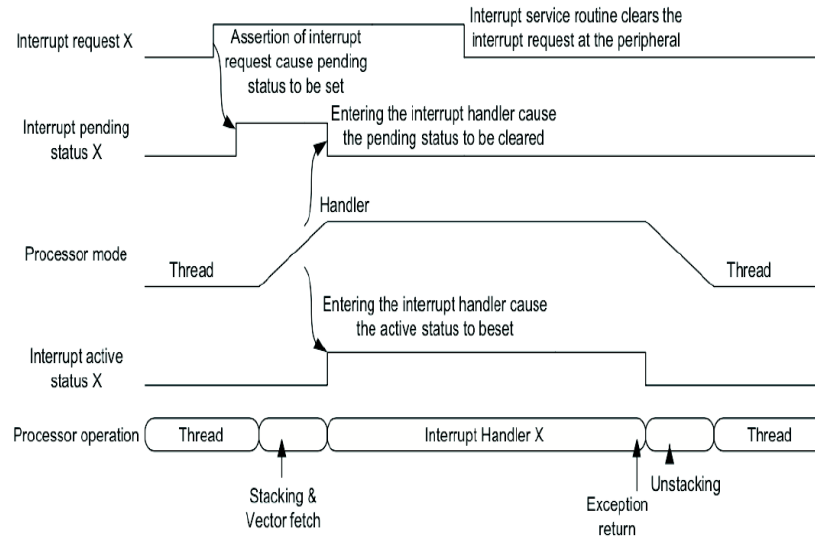 Interrupt request X
Assertion of interrupt
request cause pending
status to be set
Interrupt service routine clears the
interrupt request at the peripheral
Interrupt pending
status X
Entering the interrupt handler cause
the pending status to be cleared
Handler
Processor mode
Thread
Thread
Entering the interrupt handler cause
the active status to beset
Interrupt active
status X
Processor operation
Thread
Interrupt Handler X
Thread
Stacking &
Vector fetch
Exception
return
Unstacking